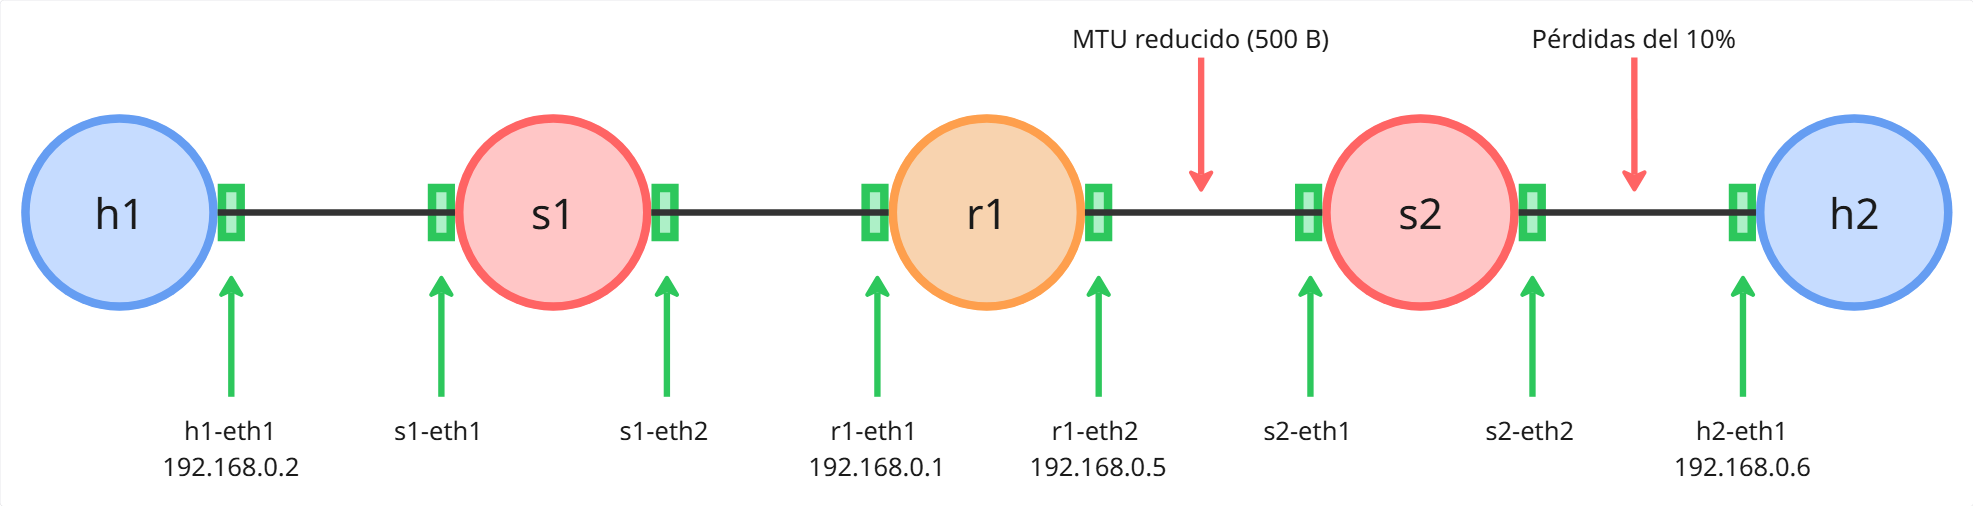 MTU reducido (500 B)
Pérdidas del 10%
h1
s1
r1
s2
h2
h1-eth1
192.168.0.2
s1-eth1
s1-eth2
r1-eth1
192.168.0.1
r1-eth2
192.168.0.5
s2-eth1
s2-eth2
h2-eth1
192.168.0.6